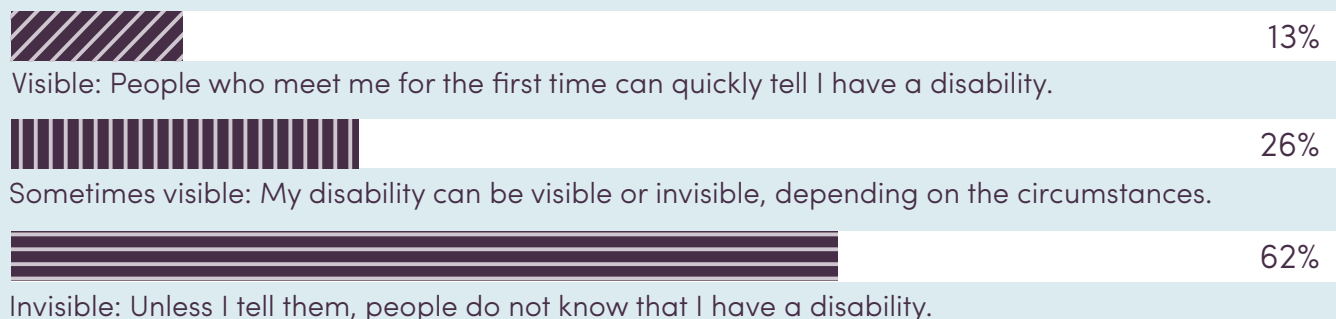 13%
Visible: People who meet me for the first time can quickly tell I have a disability.
26%
Sometimes visible: My disability can be visible or invisible, depending on the circumstances.
62%
Invisible: Unless I tell them, people do not know that I have a disability.